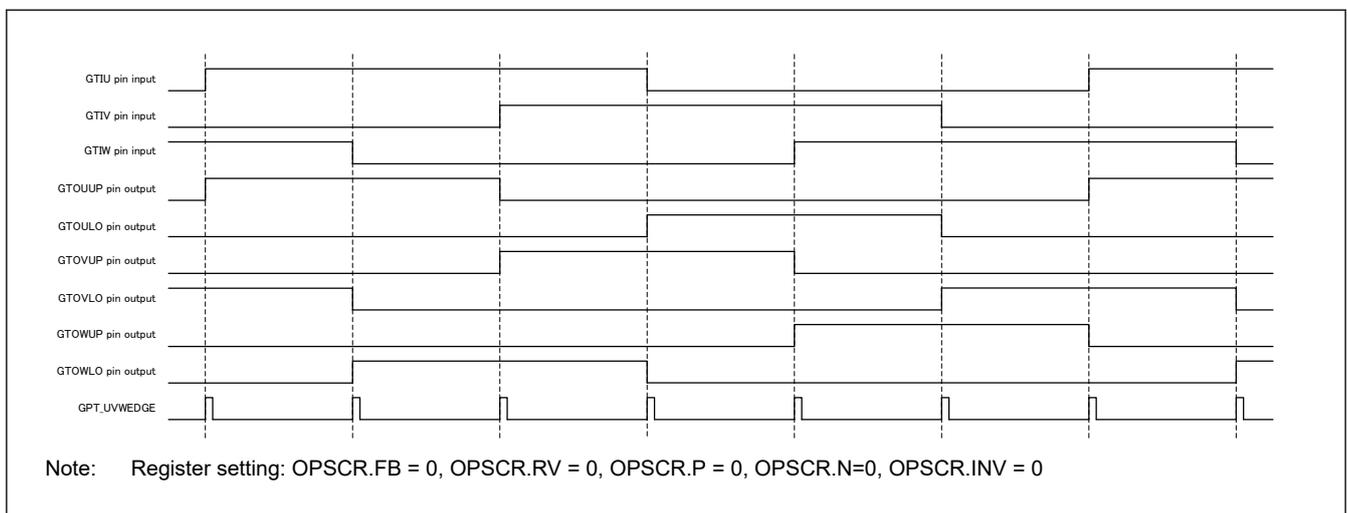 GTIU pin input
GTIV pin input
GTIW pin input
GTOUUP pin output
GTOULO pin output
GTOVUP pin output
GTOVLO pin output
GTOWUP pin output
GTOWLO pin output
GPT_UVWEDGE
Note: Register setting: OPSCR.FB = 0, OPSCR.RV = 0, OPSCR.P = 0, OPSCR.N=0, OPSCR.INV = 0